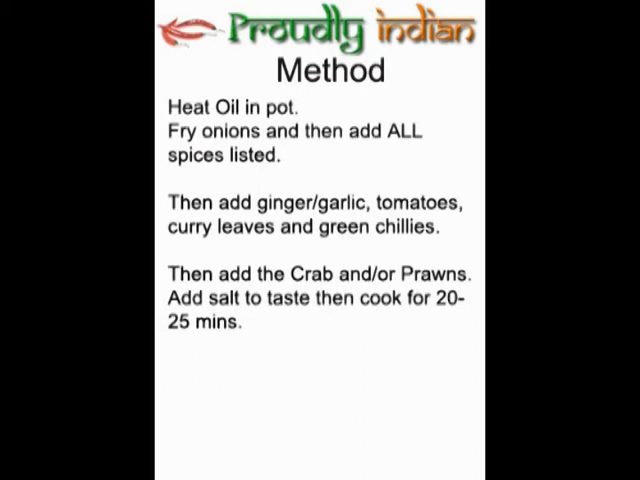 Proudly indian
Method
Heat Oil in pot.
Fry onions and then add ALL
spices listed.
Then add ginger/garlic, tomatoes,
curry leaves and green chillies.
Then add the Crab and/or Prawns.
Add salt to taste then cook for 20-
25 mins.